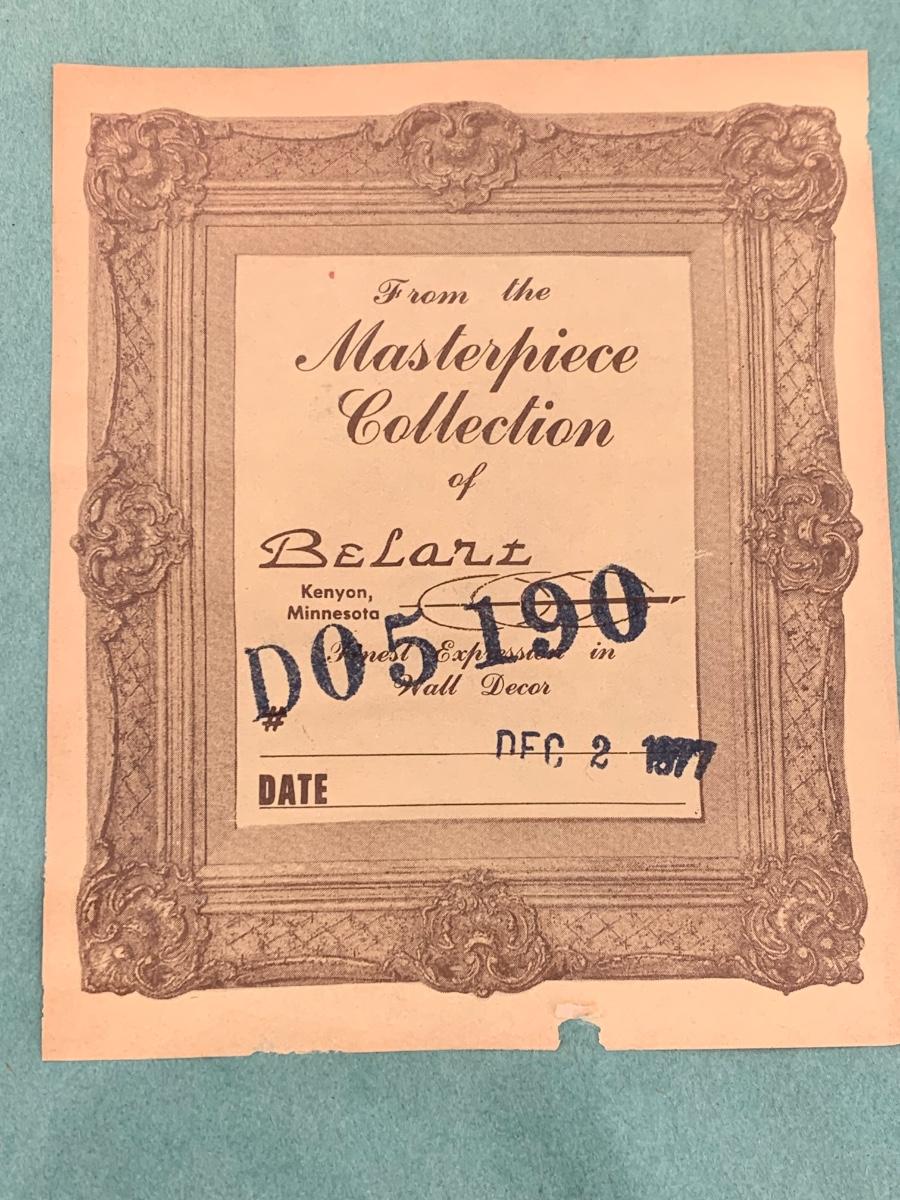 From the
Masterpiece
Collection
of
BELart
Kenyon,
Minnesota
Finest Expression in
Wall Decor
D05190
#
DEC 2 1977
DATE